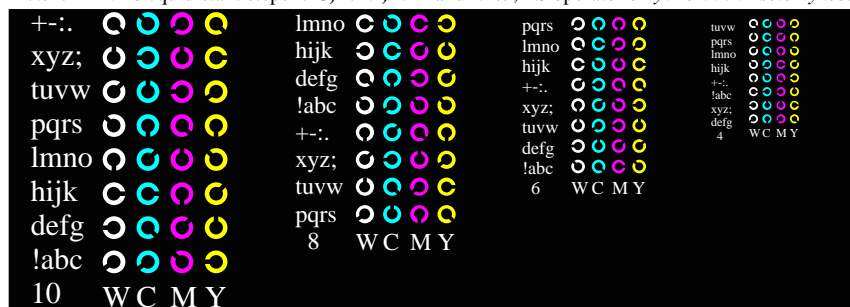 +-:.
xyz;
tuvw
pqrs
lmno
hijk
defg
!abc
10 W C M Y
lmno
hijk
defg
!abc
+-:.
xyz;
tuvw
pqrs
8 W C M Y
pqrs
lmno
hijk
+-:.
xyz;
tuvw
defg
!abc
6 W C M Y
tuvw
pqrs
lmno
hijk
+-:.
!abc
xyz;
defg
4 W C M Y